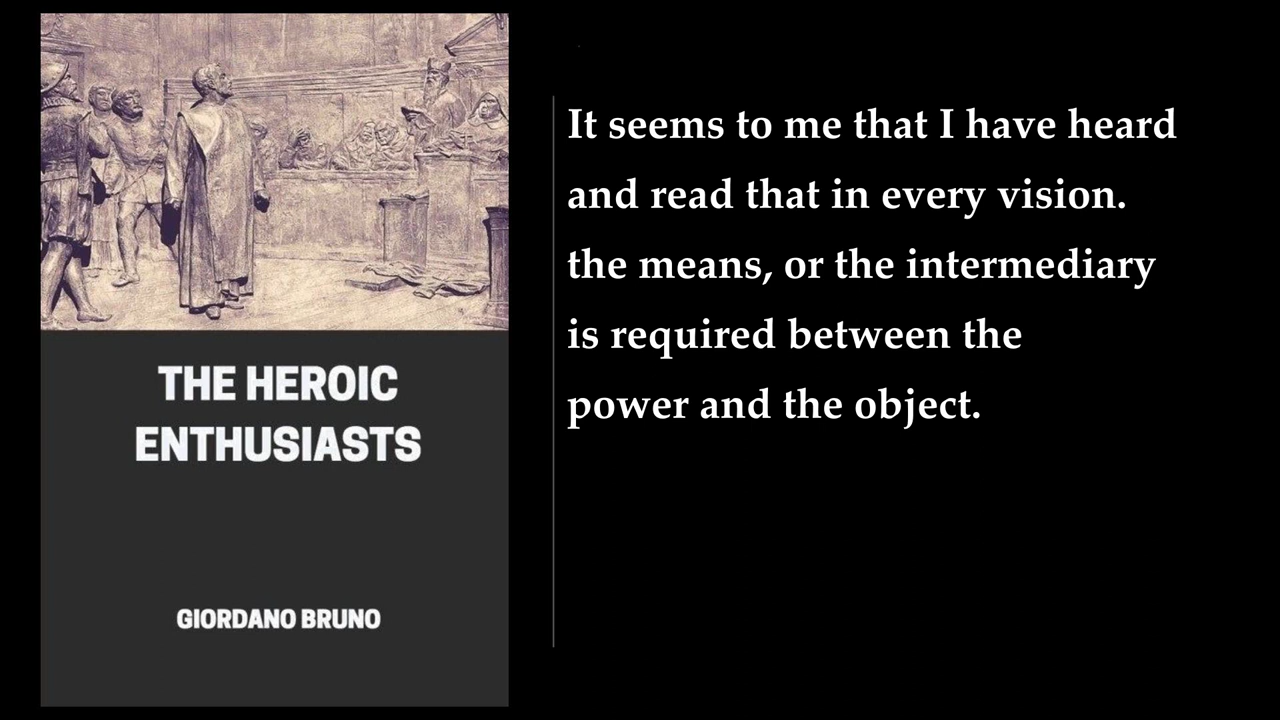 THE HEROIC
ENTHUSIASTS
GIORDANO BRUNO
It seems to me that I have heard
and read that in every vision.
the means, or the intermediary
is required between the
power and the object.